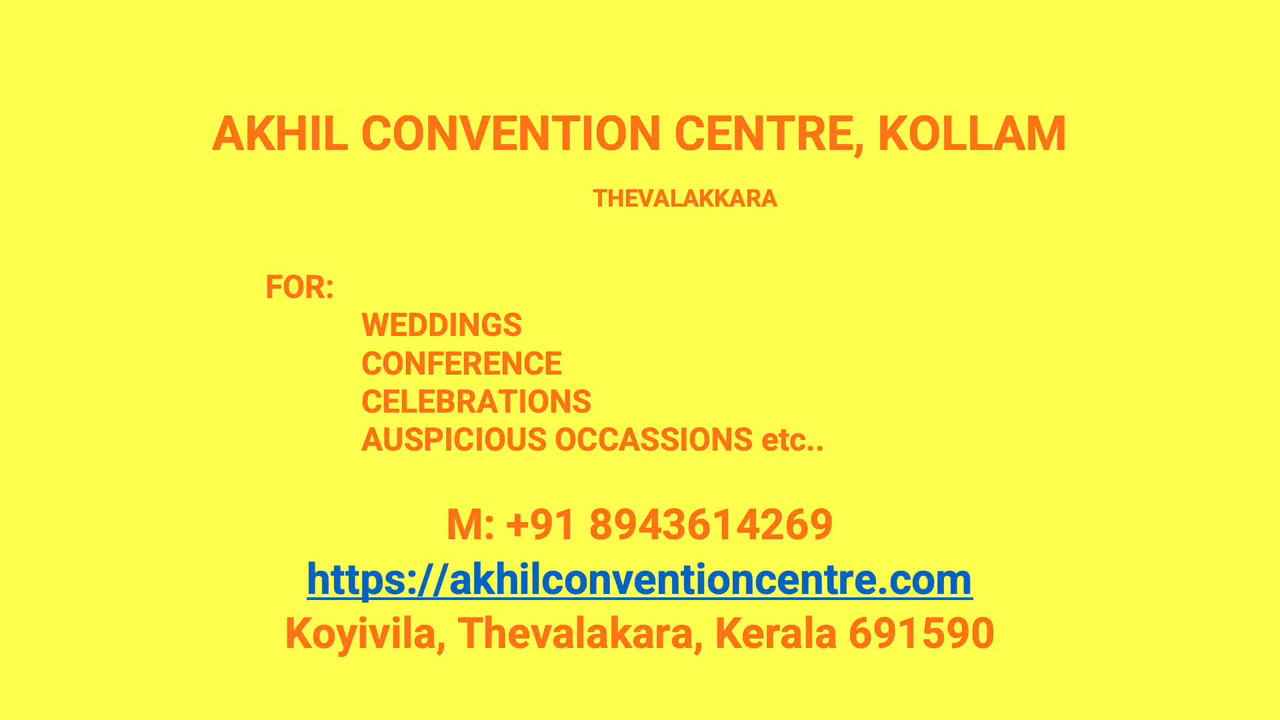 AKHIL CONVENTION CENTRE, KOLLAM
THEVALAKKARA
FOR:
WEDDINGS
CONFERENCE
CELEBRATIONS
AUSPICIOUS OCCASSIONS etc..
M: +91 8943614269
https://akhilconventioncentre.com
Koyivila, Thevalakara, Kerala 691590